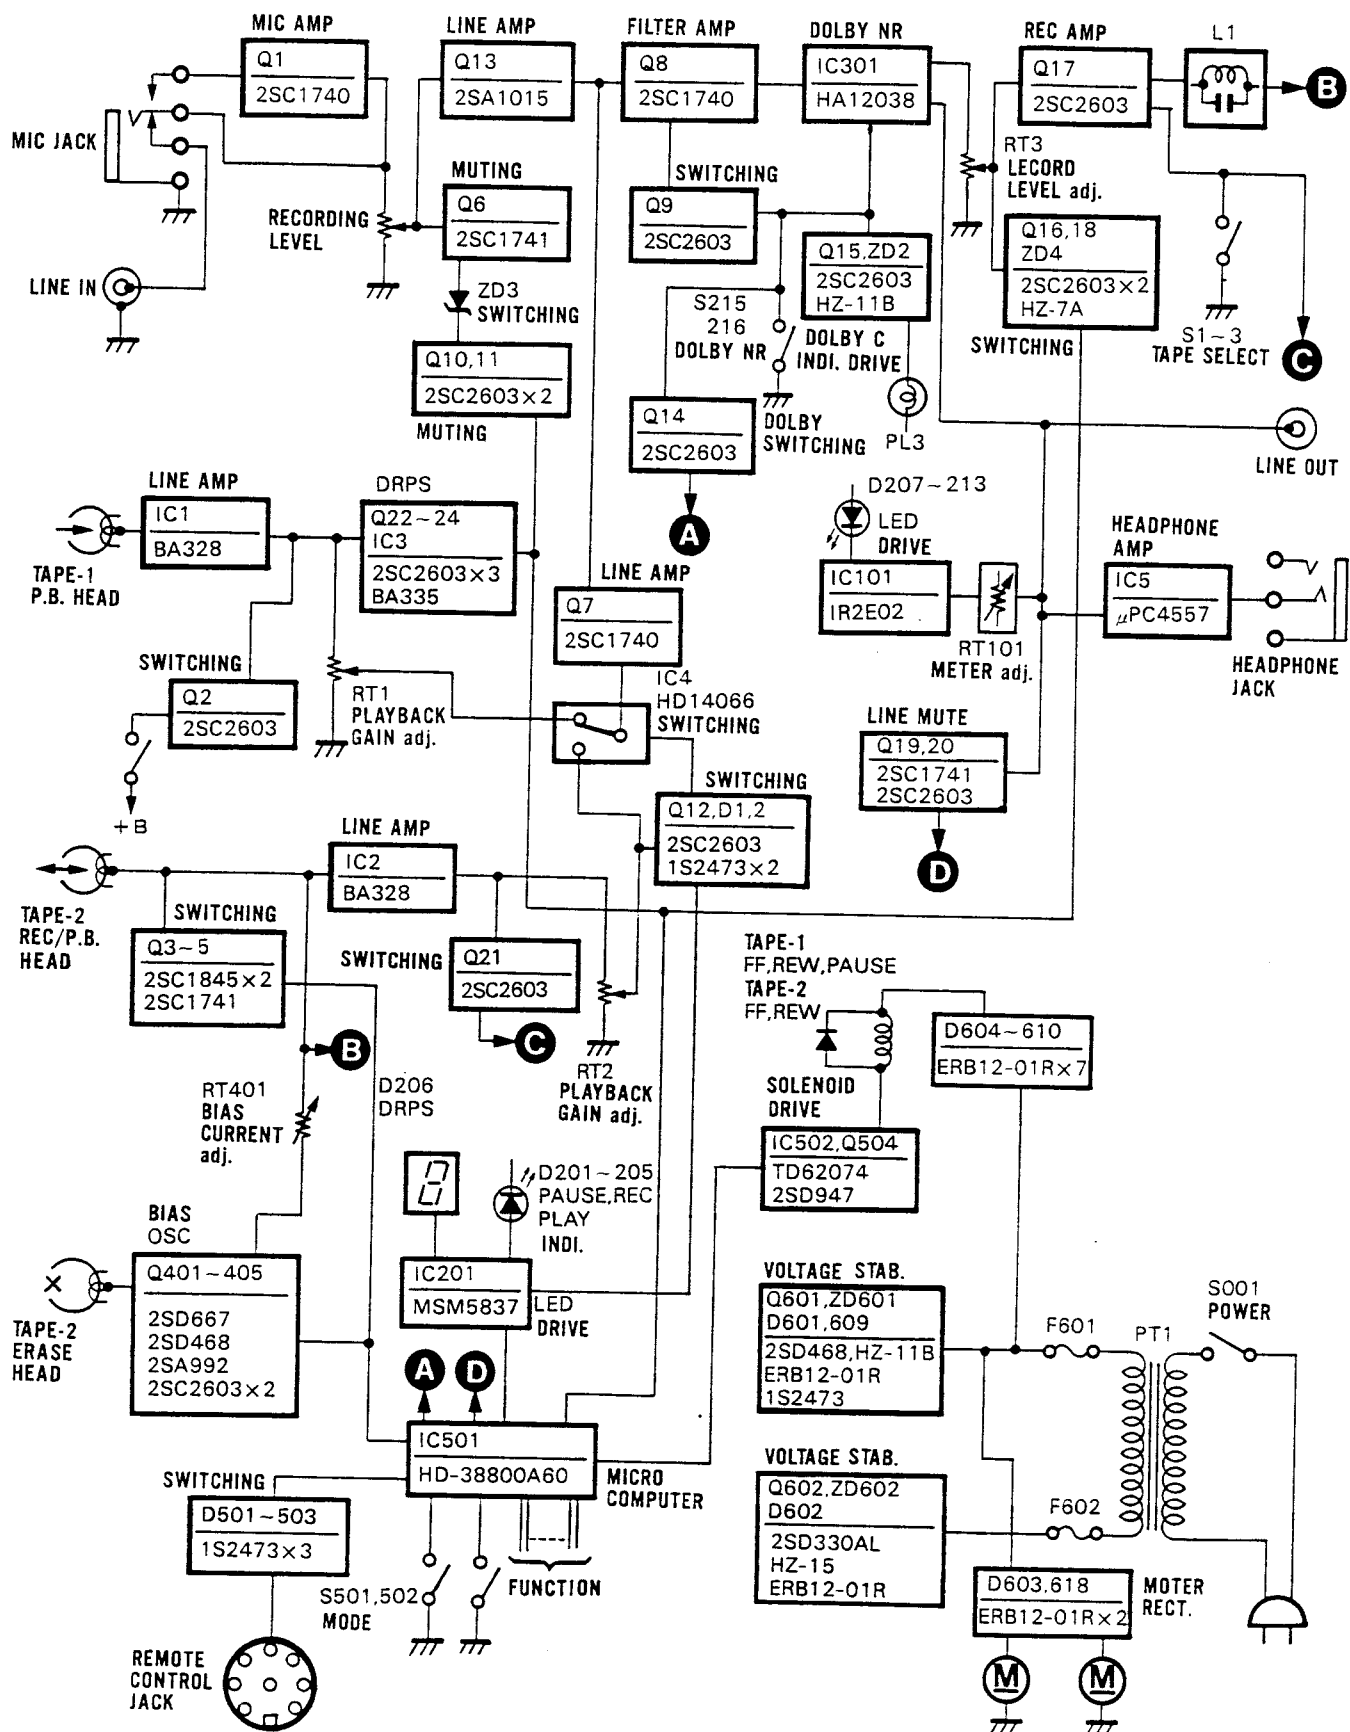 MIC AMP
Q1
2SC1740
LINE AMP
Q13
2SA1015
FILTER AMP
Q8
2SC1740
DOLBY NR
IC301
HA12038
REC AMP
Q17
2SC2603
L1
B
MIC JACK
RECORDING
LEVEL
MUTING
Q6
2SC1741
SWITCHING
Q9
2SC2603
RT3
LECORD
LEVEL adj.
Q15,ZD2
2SC2603
HZ-11B
Q16,18
ZD4
2SC2603×2
HZ-7A
SWITCHING
LINE IN
ZD3
SWITCHING
S215
216
DOLBY NR
DOLBY C
INDI. DRIVE
S1~3
TAPE SELECT
C
Q10,11
2SC2603×2
MUTING
Q14
2SC2603
DOLBY
SWITCHING
PL3
LINE OUT
A
LINE AMP
IC1
BA328
TAPE-1
P.B. HEAD
DRPS
Q22~24
IC3
2SC2603×3
BA335
D207~213
LED
DRIVE
IC101
IR2E02
RT101
METER adj.
HEADPHONE
AMP
IC5
μPC4557
HEADPHONE
JACK
LINE AMP
Q7
2SC1740
IC4
HD14066
SWITCHING
SWITCHING
Q2
2SC2603
+B
RT1
PLAYBACK
GAIN adj.
LINE MUTE
Q19,20
2SC1741
2SC2603
D
SWITCHING
Q12,D1,2
2SC2603
1S2473×2
LINE AMP
IC2
BA328
TAPE-2
REC/P.B.
HEAD
SWITCHING
Q3~5
2SC1845×2
2SC1741
SWITCHING
Q21
2SC2603
C
RT2
PLAYBACK
GAIN adj.
B
RT401
BIAS
CURRENT
adj.
D206
DRPS
TAPE-1
FF,REW,PAUSE
TAPE-2
FF,REW
D604~610
ERB12-01R×7
SOLENOID
DRIVE
IC502,Q504
TD62074
2SD947
D201~205
PAUSE,REC
PLAY
INDI.
BIAS
OSC
Q401~405
2SD667
2SD468
2SA992
2SC2603×2
TAPE-2
ERASE
HEAD
IC201
MSM5837
LED
DRIVE
A
D
IC501
HD-38800A60
MICRO
COMPUTER
VOLTAGE STAB.
Q601,ZD601
D601,609
2SD468,HZ-11B
ERB12-01R
1S2473
F601
PT1
S001
POWER
VOLTAGE STAB.
Q602,ZD602
D602
2SD330AL
HZ-15
ERB12-01R
F602
SWITCHING
D501~503
1S2473×3
S501,502
MODE
FUNCTION
D603,618
ERB12-01R×2
MOTER
RECT.
REMOTE
CONTROL
JACK
M
M